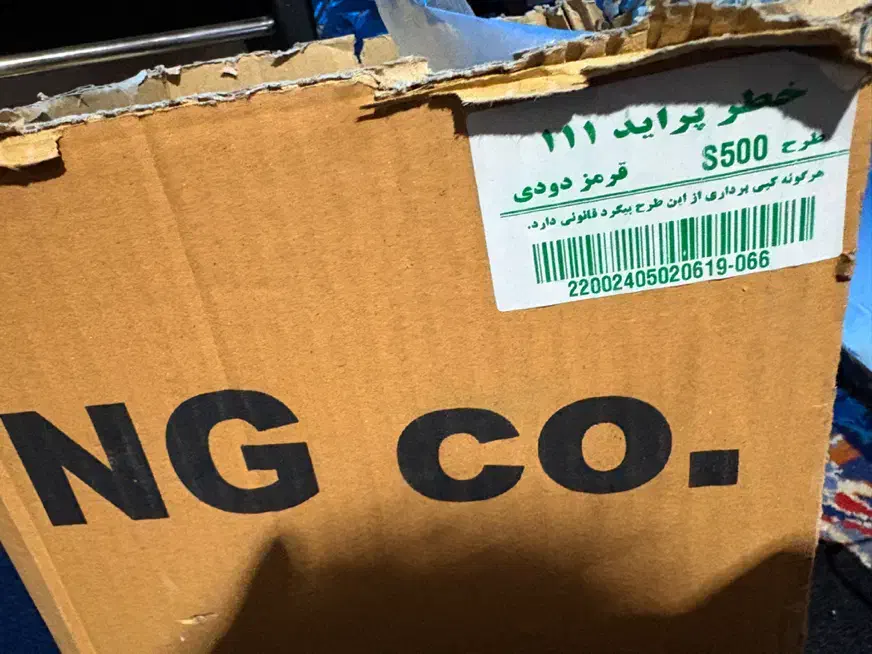 خطر پراید ۱۱۱
طرح S500 قرمز دودی
هرگونه کپی برداری از این طرح پیگرد قانونی دارد.
22002405020619-066
NG CO.